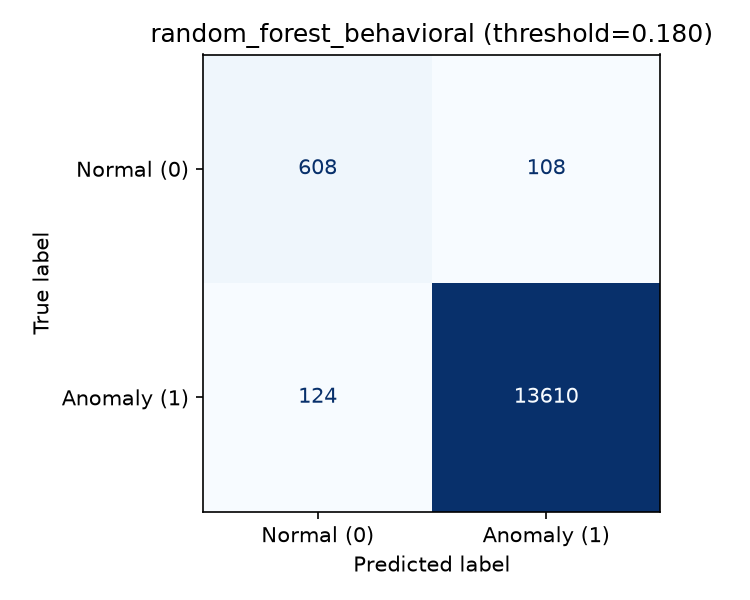 random_forest_behavioral (threshold=0.180)
Normal (0)
608
108
True label
Anomaly (1)
124
13610
Normal (0)
Anomaly (1)
Predicted label